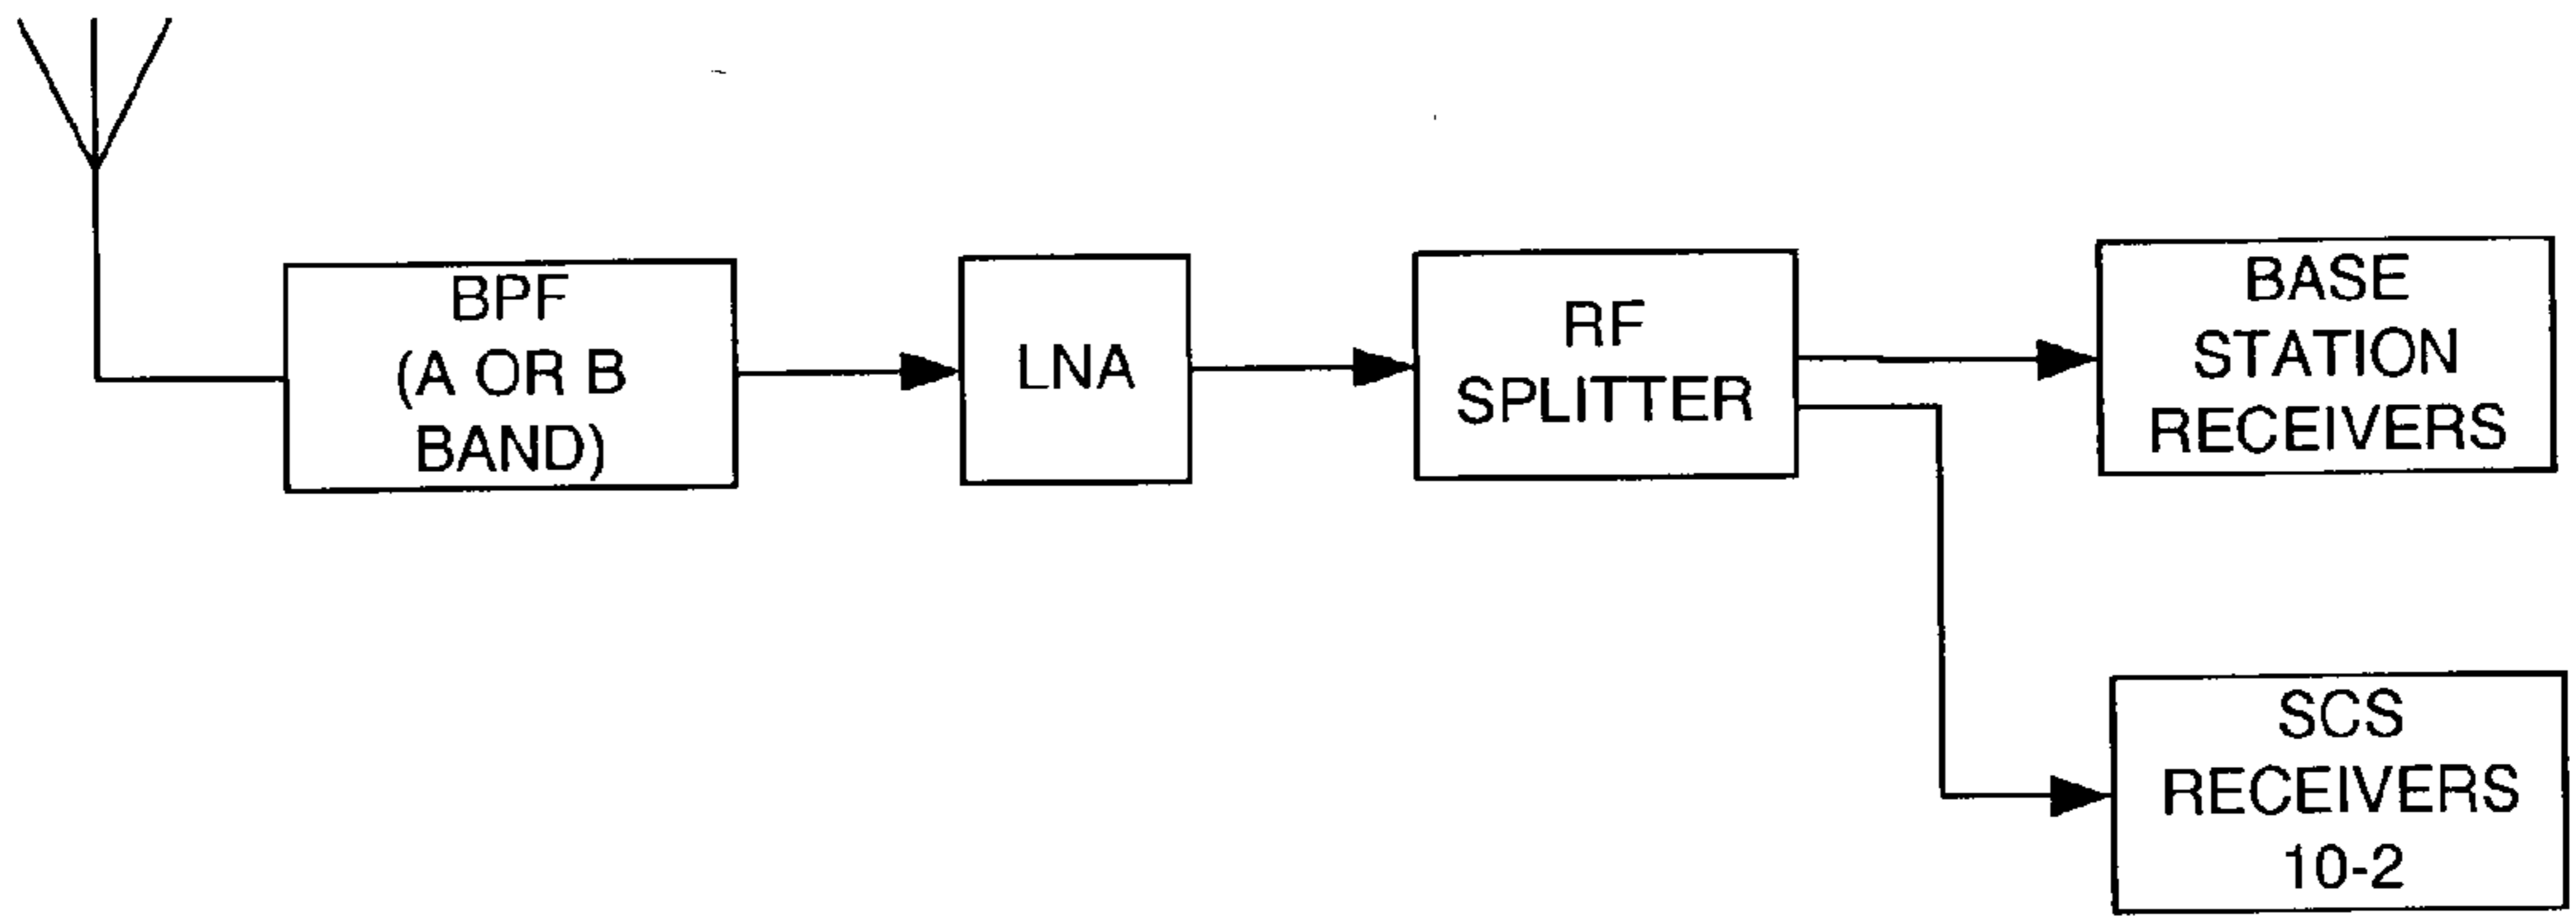 BPF
(A OR B
BAND)
LNA
RF
SPLITTER
BASE
STATION
RECEIVERS
SCS
RECEIVERS
10-2